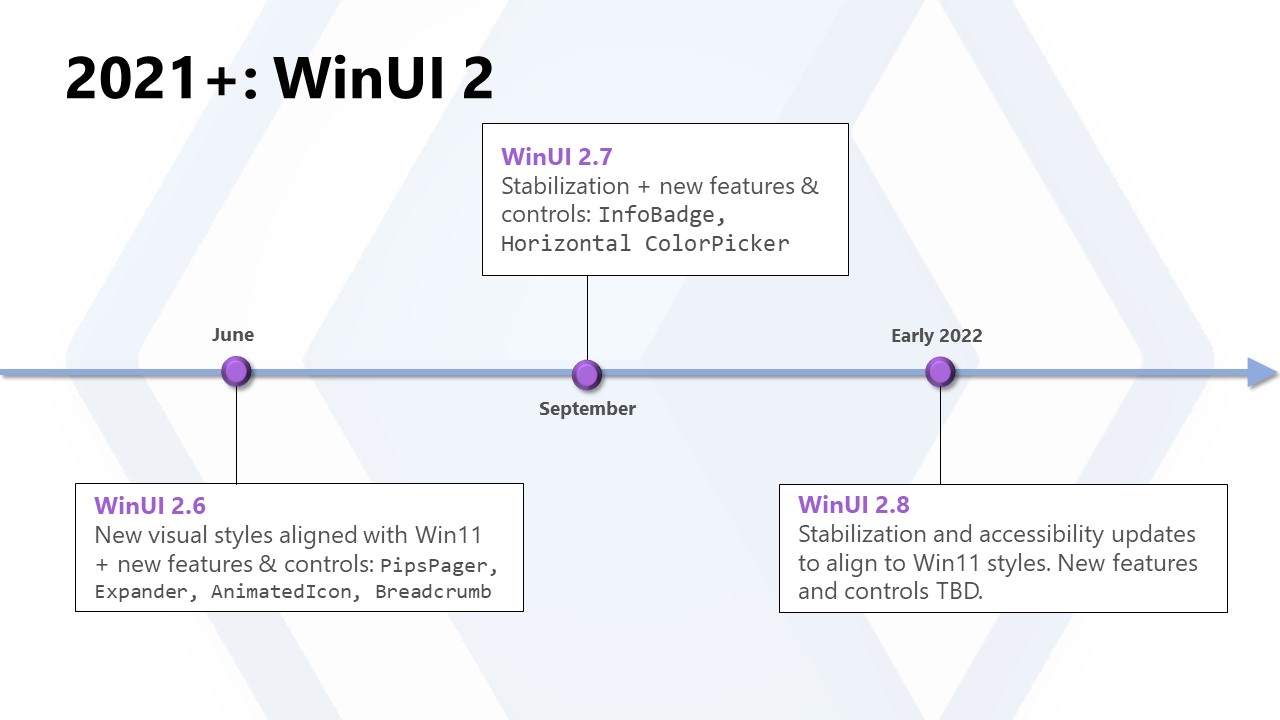 2021+: WinUI 2
WinUI 2.7
Stabilization + new features &
controls: InfoBadge,
Horizontal ColorPicker
June
Early 2022
September
WinUI 2.6
New visual styles aligned with Win11
+ new features & controls: PipsPager,
Expander, AnimatedIcon, Breadcrumb
WinUI 2.8
Stabilization and accessibility updates
to align to Win11 styles. New features
and controls TBD.